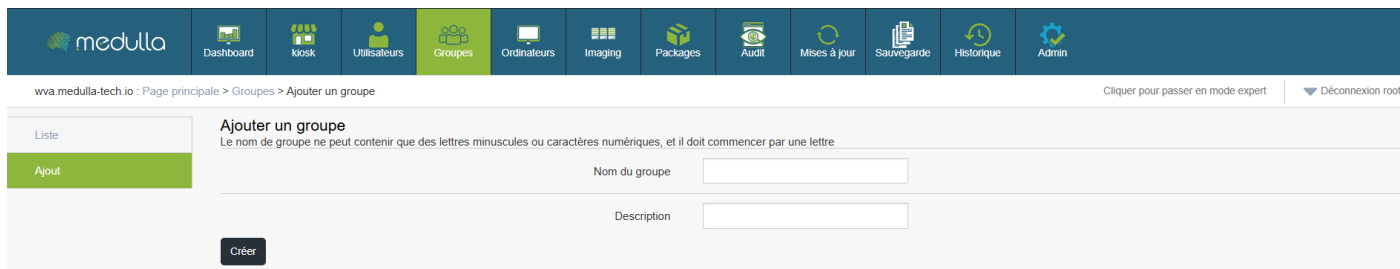 medulla
Dashboard
kiosk
Utilisateurs
Groupes
Ordinateurs
Imaging
Packages
Audit
Mises à jour
Sauvegarde
Historique
Admin
wva.medulla-tech.io : Page principale > Groupes > Ajouter un groupe
Cliquer pour passer en mode expert
Déconnexion root
Liste
Ajout
Ajouter un groupe
Le nom de groupe ne peut contenir que des lettres minuscules ou caractères numériques, et il doit commencer par une lettre
Nom du groupe
Description
Créer